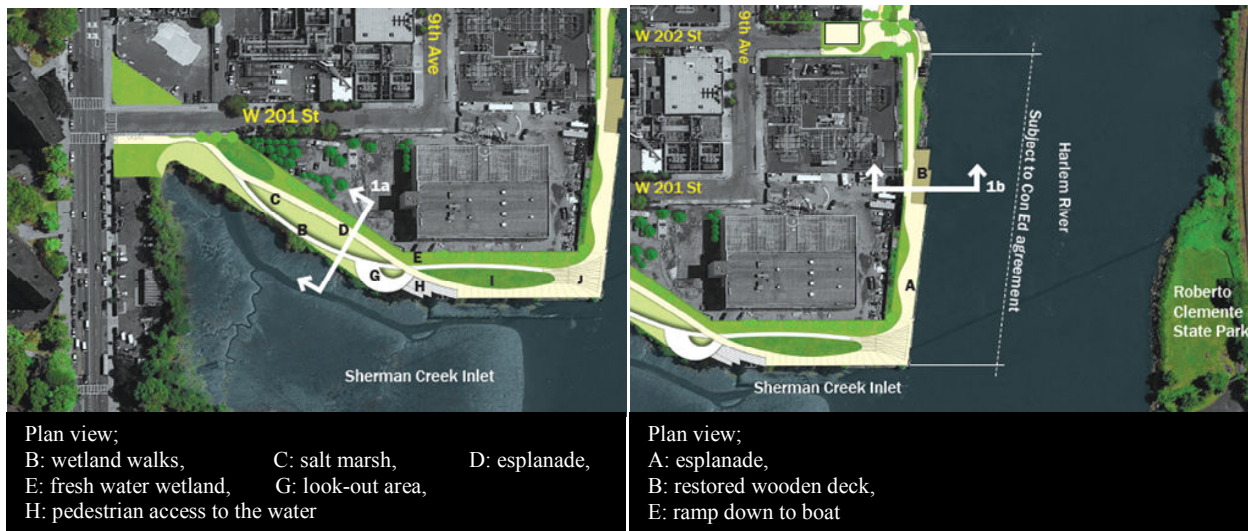 9th Ave
W 201 St
1a
C
B
D
E
G
H
I
J
Sherman Creek Inlet
Plan view;
B: wetland walks, C: salt marsh, D: esplanade,
E: fresh water wetland, G: look-out area,
H: pedestrian access to the water
W 202 St
9th Ave
E
Subject to Con Ed agreement
Harlem River
B
1b
W 201 St
A
Roberto
Clemente
State Park
Sherman Creek Inlet
Plan view;
A: esplanade,
B: restored wooden deck,
E: ramp down to boat